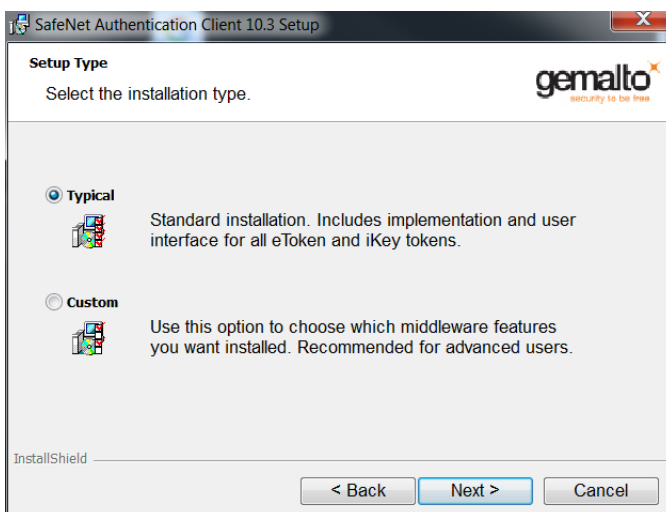 SafeNet Authentication Client 10.3 Setup
Setup Type
Select the installation type.
gemalto
security to be free
Typical
Standard installation. Includes implementation and user
interface for all eToken and iKey tokens.
Custom
Use this option to choose which middleware features
you want installed. Recommended for advanced users.
InstallShield
< Back
Next >
Cancel